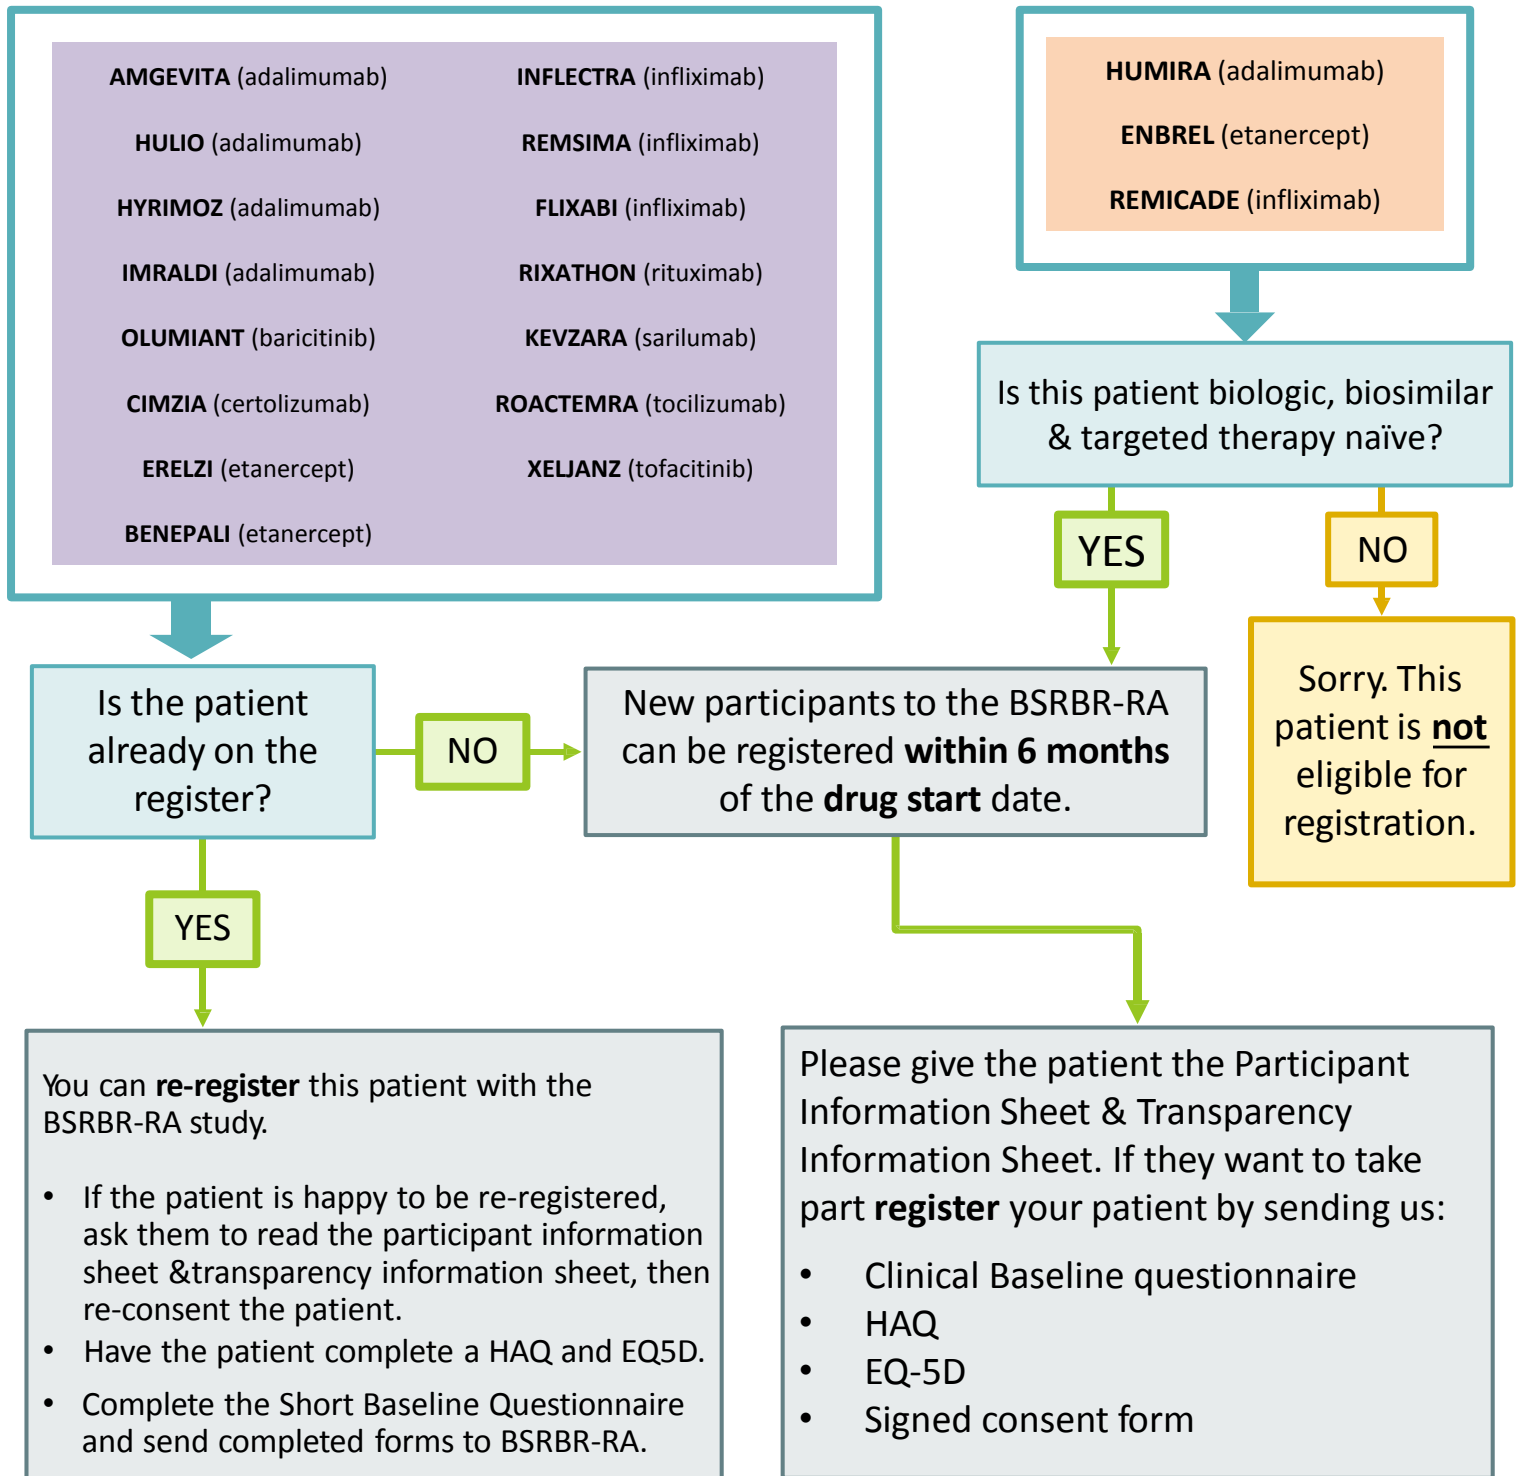 AMGEVITA (adalimumab)
HULIO (adalimumab)
HYRIMOZ (adalimumab)
IMRALDI (adalimumab)
OLUMIANT (baricitinib)
CIMZIA (certolizumab)
ERELZI (etanercept)
BENEPALI (etanercept)
INFLECTRA (infliximab)
REMSIMA (infliximab)
FLIXABI (infliximab)
RIXATHON (rituximab)
KEVZARA (sarilumab)
ROACTEMRA (tocilizumab)
XELJANZ (tofacitinib)
HUMIRA (adalimumab)
ENBREL (etanercept)
REMICADE (infliximab)
Is this patient biologic, biosimilar
& targeted therapy naïve?
YES
NO
Sorry. This
patient is not
eligible for
registration.
Is the patient
already on the
register?
NO
New participants to the BSRBR-RA
can be registered within 6 months
of the drug start date.
YES
You can re-register this patient with the
BSRBR-RA study.
• If the patient is happy to be re-registered,
ask them to read the participant information
sheet &transparency information sheet, then
re-consent the patient.
• Have the patient complete a HAQ and EQ5D.
• Complete the Short Baseline Questionnaire
and send completed forms to BSRBR-RA.
Please give the patient the Participant
Information Sheet & Transparency
Information Sheet. If they want to take
part register your patient by sending us:
• Clinical Baseline questionnaire
• HAQ
• EQ-5D
• Signed consent form